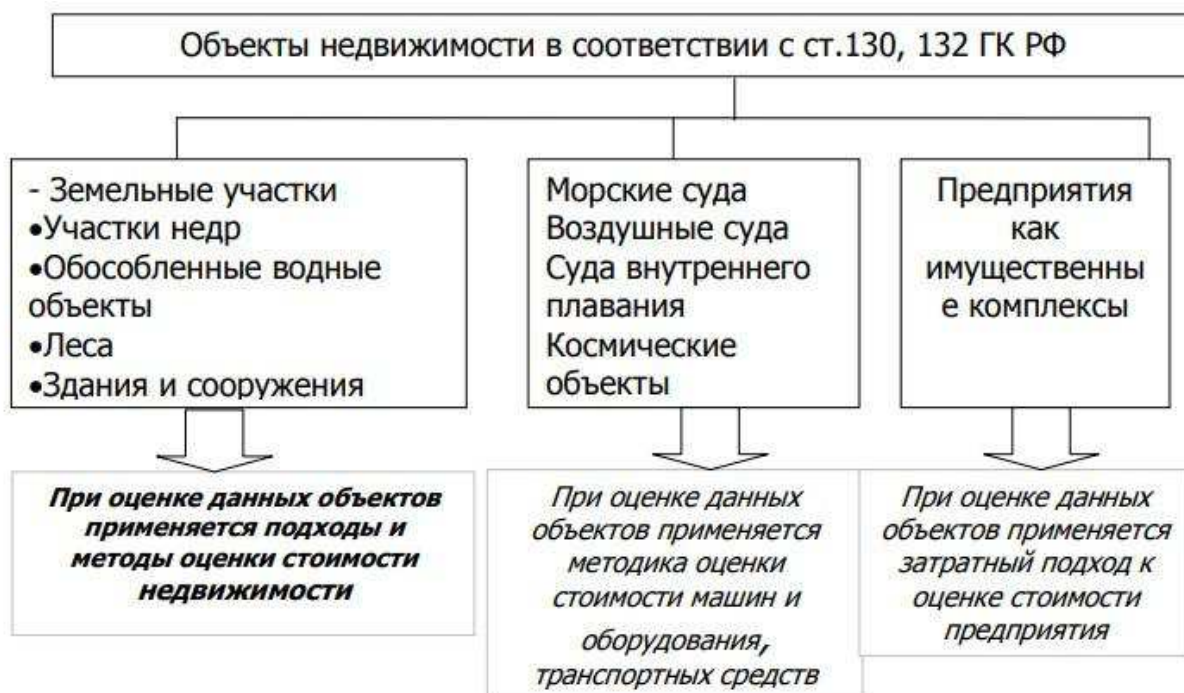 Объекты недвижимости в соответствии с ст.130, 132 ГК РФ
- Земельные участки
•Участки недр
•Обособленные водные
объекты
•Леса
•Здания и сооружения
Морские суда
Воздушные суда
Суда внутреннего
плавания
Космические
объекты
Предприятия
как
имущественны
е комплексы
При оценке данных объектов
применяется подходы и
методы оценки стоимости
недвижимости
При оценке данных
объектов применяется
методика оценки
стоимости машин и
оборудования,
транспортных средств
При оценке данных
объектов применяется
затратный подход к
оценке стоимости
предприятия